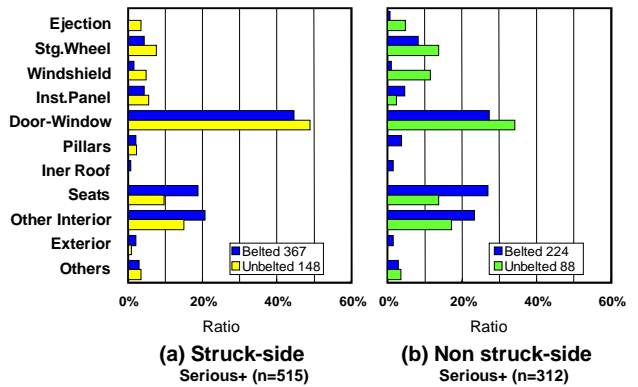 Ejection
Stg.Wheel
Windshield
Inst.Panel
Door-Window
Pillars
Iner Roof
Seats
Other Interior
Exterior
Others
Belted 367
Unbelted 148
0% 20% 40% 60%
Ratio
(a) Struck-side
Serious+ (n=515)
Belted 224
Unbelted 88
0% 20% 40% 60%
Ratio
(b) Non struck-side
Serious+ (n=312)